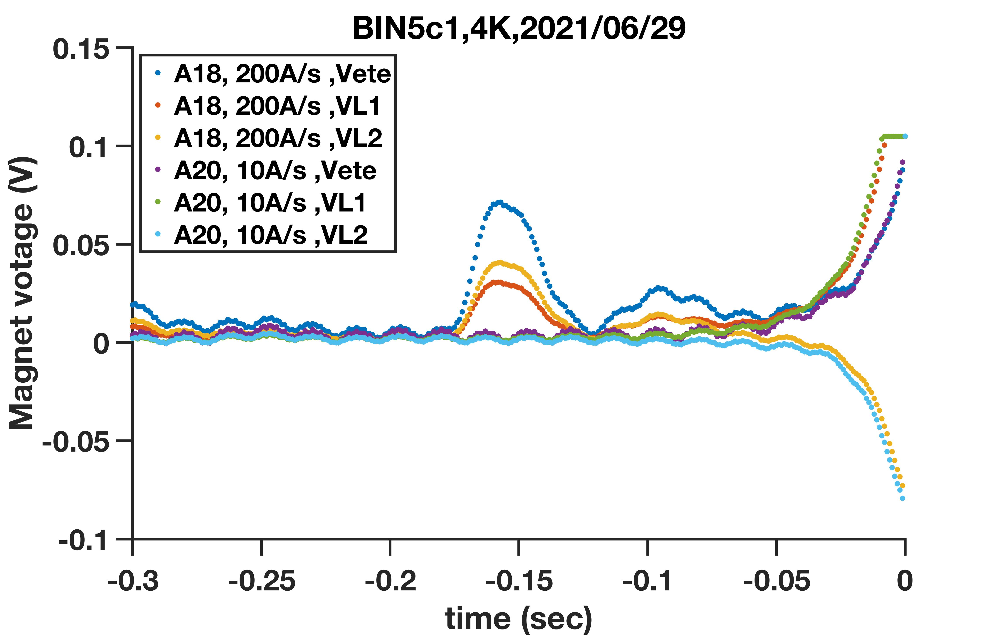 BIN5c1,4K,2021/06/29
0.15
0.1
0.05
0
-0.05
-0.1
Magnet votage (V)
A18, 200A/s ,Vete
A18, 200A/s ,VL1
A18, 200A/s ,VL2
A20, 10A/s ,Vete
A20, 10A/s ,VL1
A20, 10A/s ,VL2
-0.3 -0.25 -0.2 -0.15 -0.1 -0.05 0
time (sec)